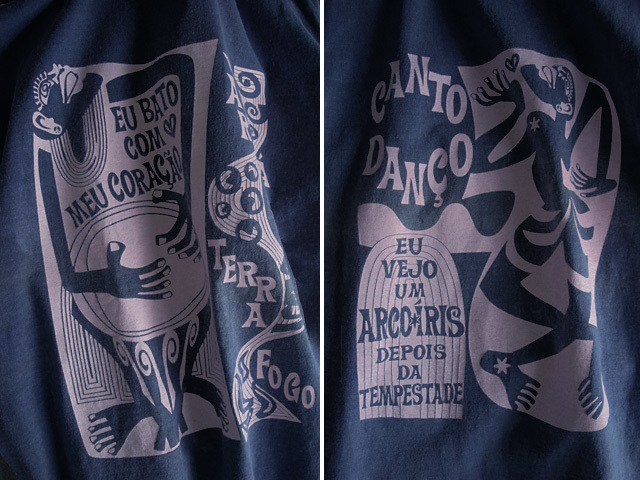 EU BATO
COM
MEU CORAÇÃO
TERRA
FOGO
CANTO
DANÇO
EU
VEJO
UM
ARCO*ÍRIS
DEPOIS
DA
TEMPESTADE